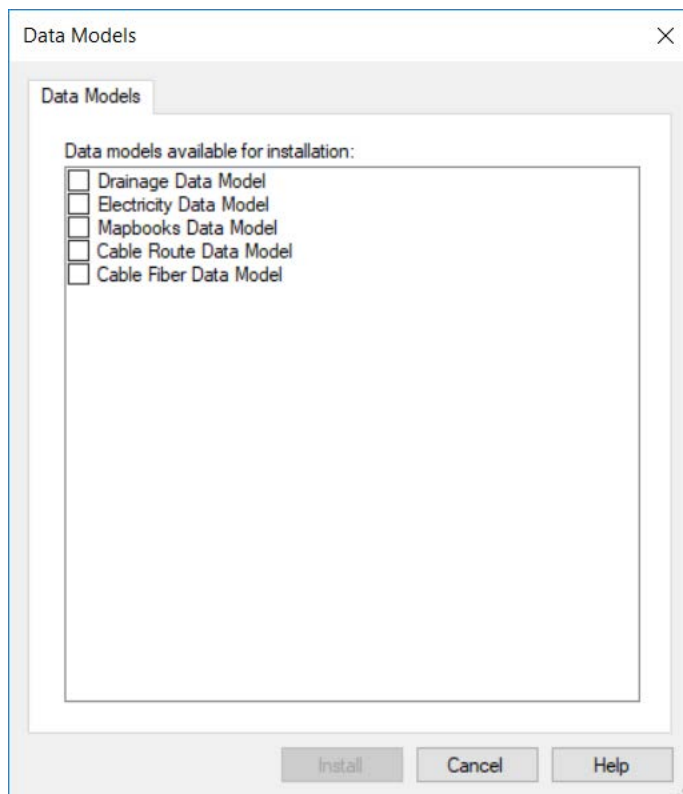 Data Models
Data Models
Data models available for installation:
Drainage Data Model
Electricity Data Model
Mapbooks Data Model
Cable Route Data Model
Cable Fiber Data Model
Install Cancel Help